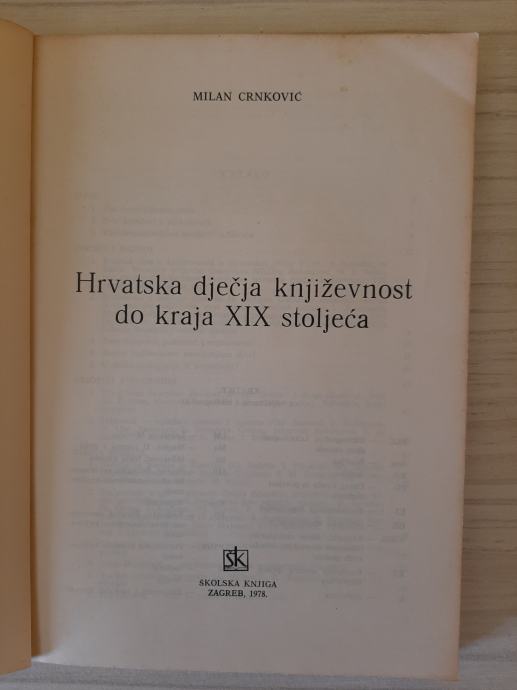 MILAN CRNKOVIĆ
Hrvatska dječja književnost
do kraja XIX stoljeća
šk
ŠKOLSKA KNJIGA
ZAGREB, 1978.